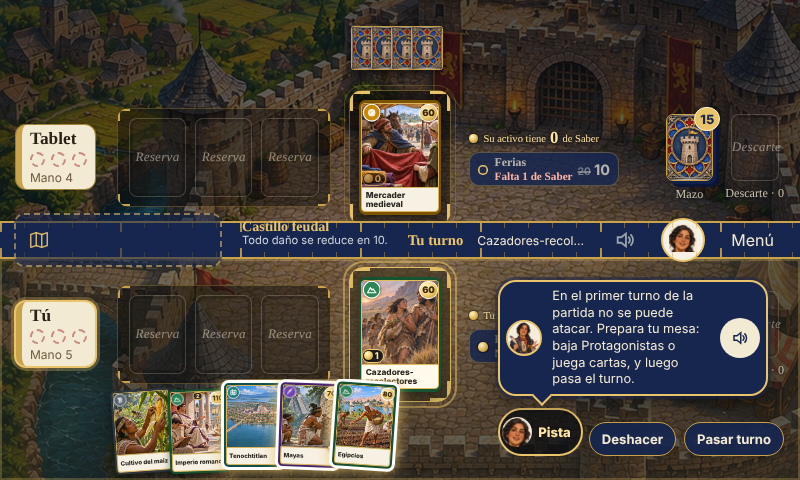 Tablet
Mano 4
Reserva
Reserva
Reserva
60
0
Mercader
medieval
Su activo tiene 0 de Saber
Ferias
Falta 1 de Saber
20 10
15
Mazo
Descarte
Descarte · 0
Castillo feudal
Todo daño se reduce en 10.
Tu turno
Cazadores-recol...
Menú
Tú
Mano 5
Reserva
Reserva
Reserva
60
1
Cazadores-
Tu
En el primer turno de la
partida no se puede
atacar. Prepara tu mesa:
baja Protagonistas o
juega cartas, y luego
pasa el turno.
· 0
Cultivo del maíz
Imperio romano
Tenochtitlan
Mayas
80
Egipcios
Pista
Deshacer
Pasar turno